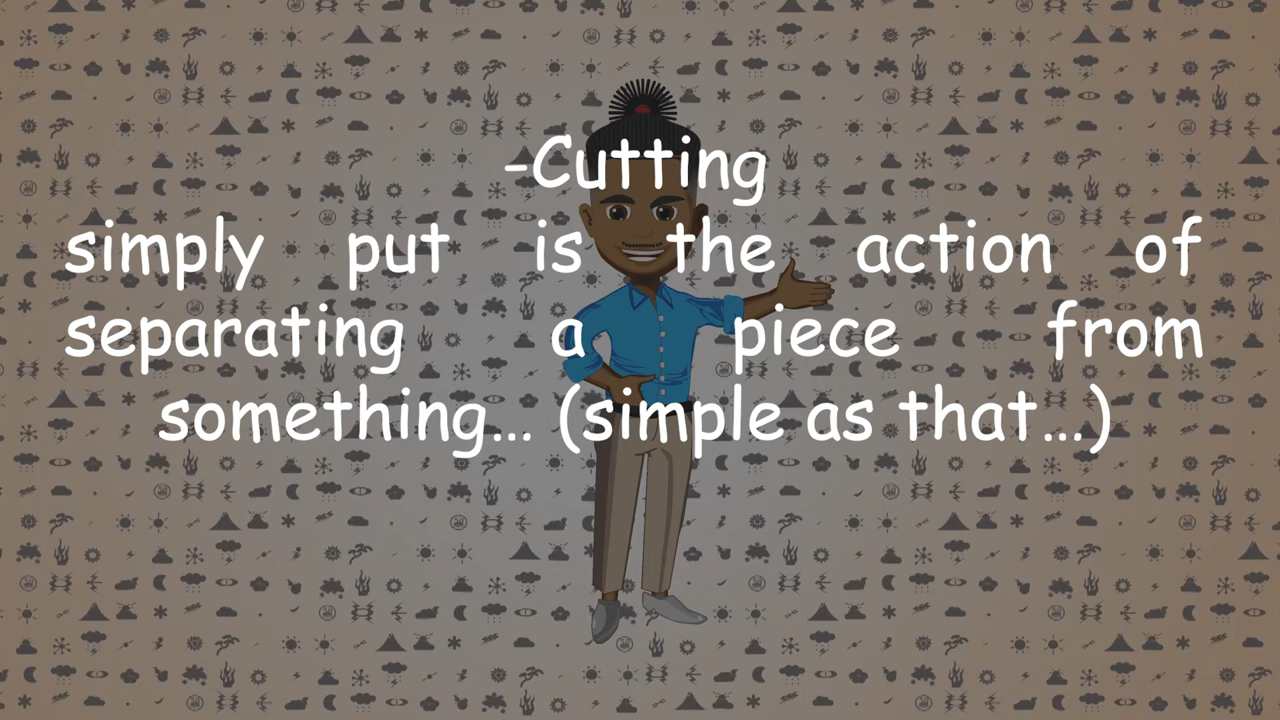 -Cutting
simply put is the action of
separating a piece from
something... (simple as that...)